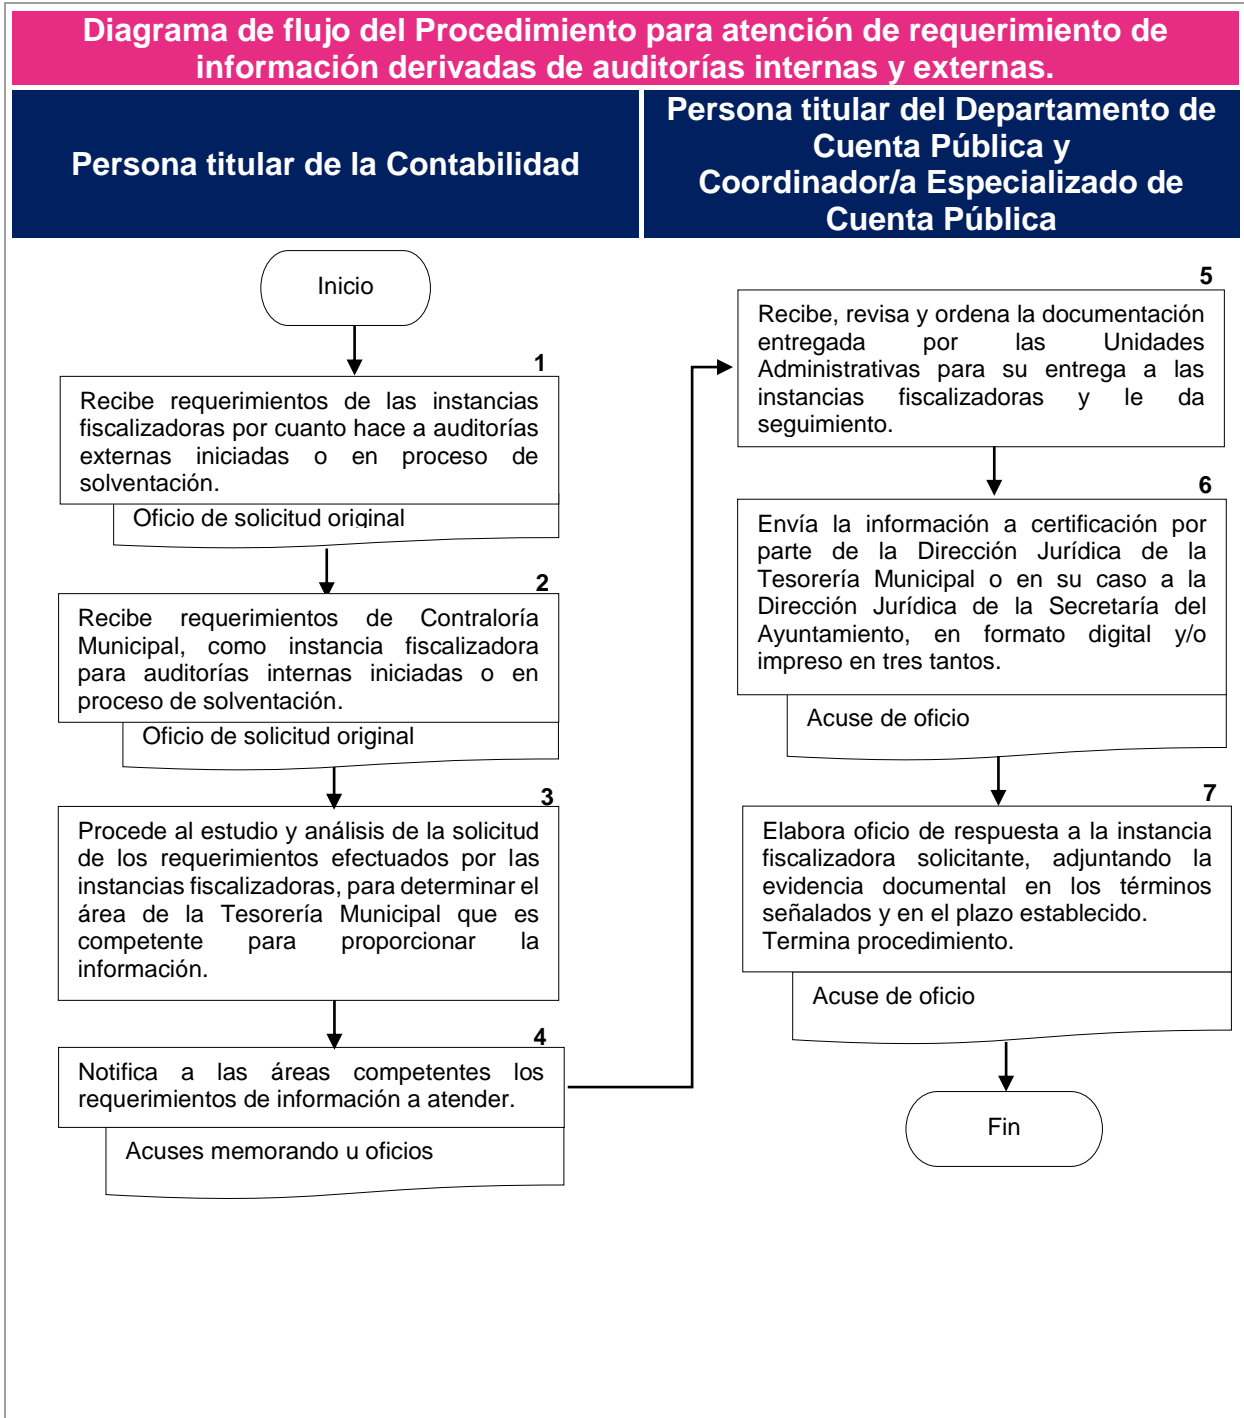 Diagrama de flujo del Procedimiento para atención de requerimiento de
información derivadas de auditorías internas y externas.
Persona titular de la Contabilidad
Persona titular del Departamento de
Cuenta Pública y
Coordinador/a Especializado de
Cuenta Pública
Inicio
1
Recibe requerimientos de las instancias
fiscalizadoras por cuanto hace a auditorías
externas iniciadas o en proceso de
solventación.
Oficio de solicitud original
2
Recibe requerimientos de Contraloría
Municipal, como instancia fiscalizadora
para auditorías internas iniciadas o en
proceso de solventación.
Oficio de solicitud original
3
Procede al estudio y análisis de la solicitud
de los requerimientos efectuados por las
instancias fiscalizadoras, para determinar el
área de la Tesorería Municipal que es
competente para proporcionar la
información.
4
Notifica a las áreas competentes los
requerimientos de información a atender.
Acuses memorando u oficios
5
Recibe, revisa y ordena la documentación
entregada por las Unidades
Administrativas para su entrega a las
instancias fiscalizadoras y le da
seguimiento.
6
Envía la información a certificación por
parte de la Dirección Jurídica de la
Tesorería Municipal o en su caso a la
Dirección Jurídica de la Secretaría del
Ayuntamiento, en formato digital y/o
impreso en tres tantos.
Acuse de oficio
7
Elabora oficio de respuesta a la instancia
fiscalizadora solicitante, adjuntando la
evidencia documental en los términos
señalados y en el plazo establecido.
Termina procedimiento.
Acuse de oficio
Fin